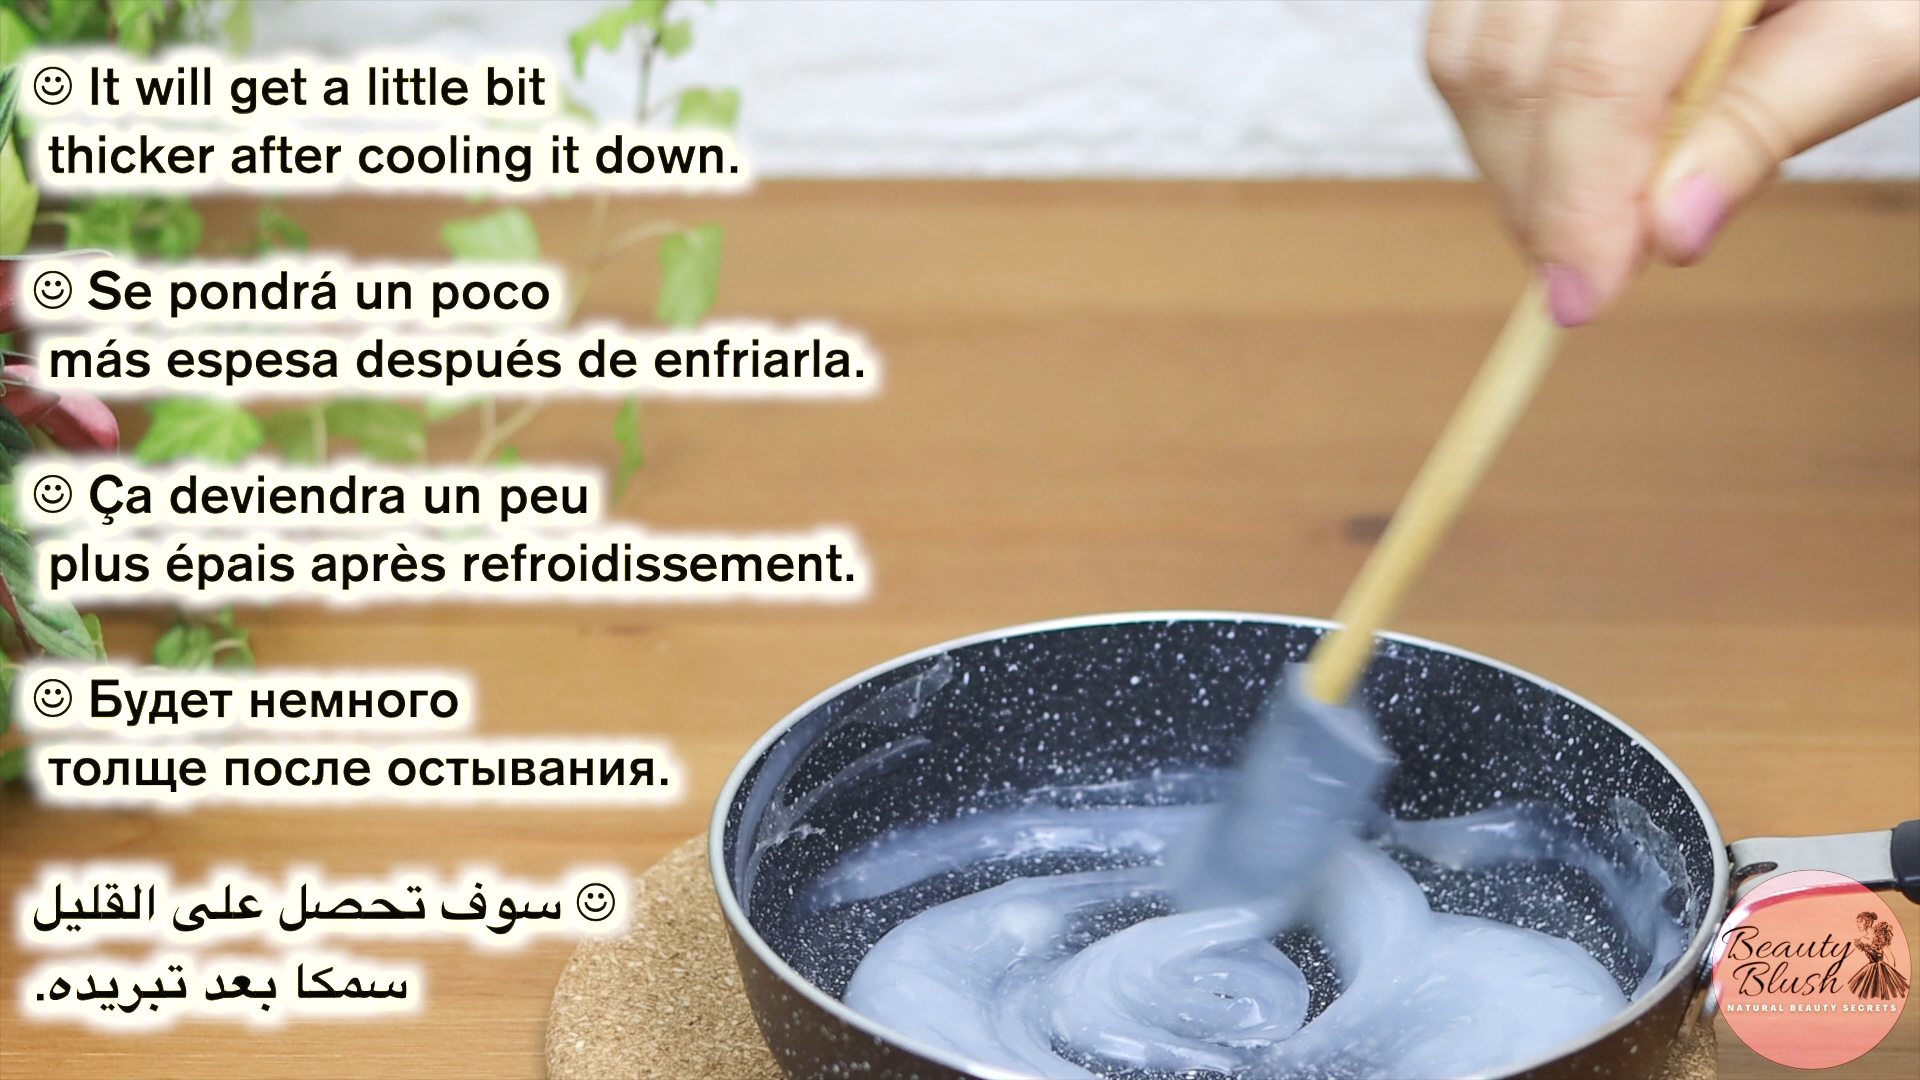 ☺ It will get a little bit
thicker after cooling it down.
☺ Se pondrá un poco
más espesa después de enfriarla.
☺ Ça deviendra un peu
plus épais après refroidissement.
☺ Будет немного
толще после остывания.
☺ سوف تحصل على القليل
سمكا بعد تبريده.
Beauty
Blush
NATURAL BEAUTY SECRETS